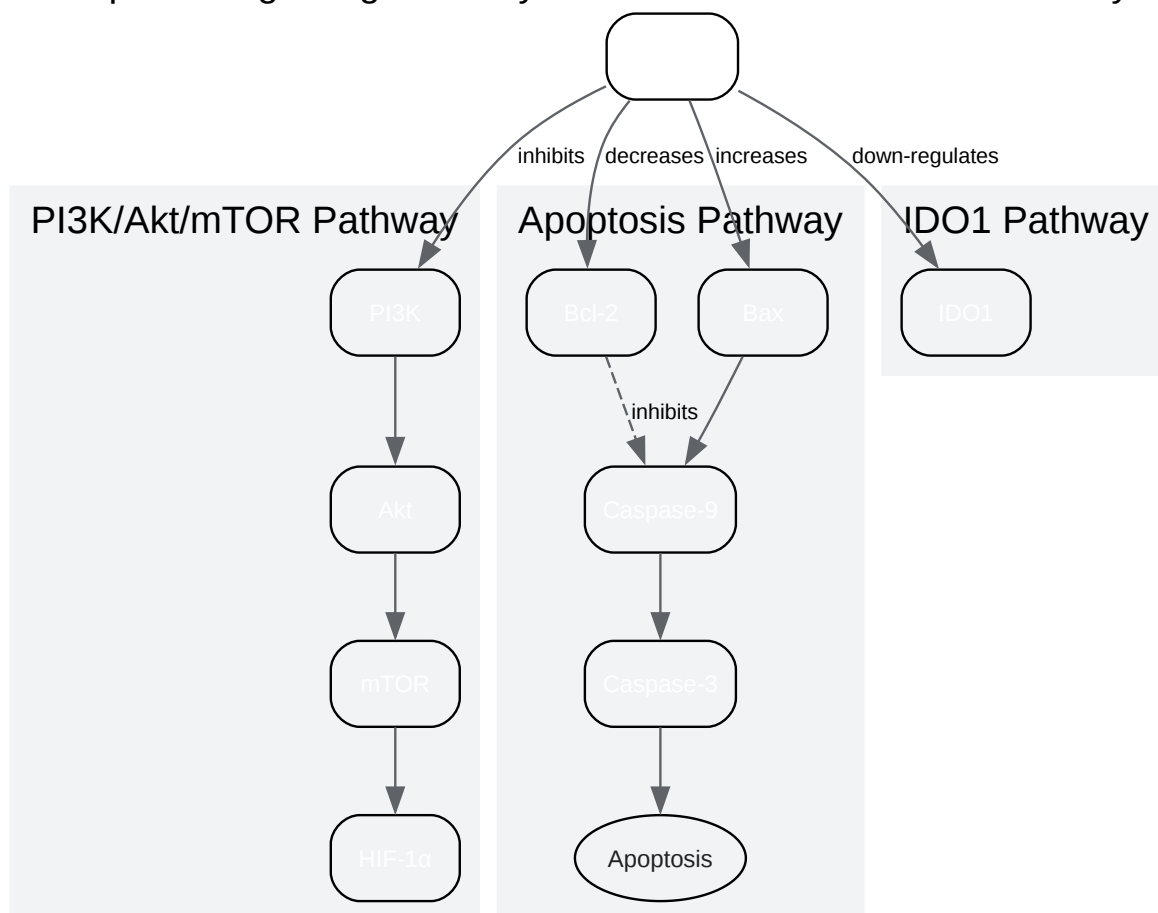 inhibits decreases increases down-regulates
PI3K/Akt/mTOR Pathway Apoptosis Pathway IDO1 Pathway
PI3K Bcl-2 Bax IDO1
inhibits
Akt Caspase-9
mTOR Caspase-3
HIF-1α Apoptosis